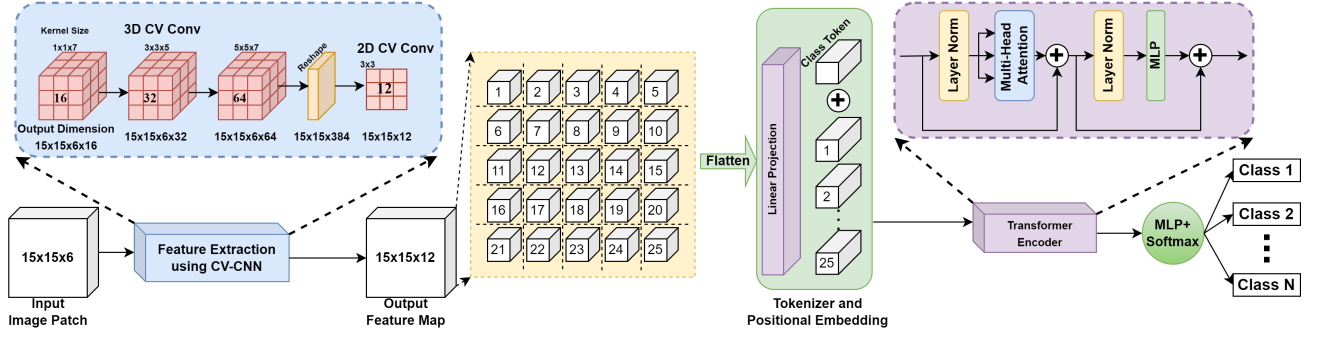 Kernel Size
3D CV Conv
1x1x7
3x3x5
5x5x7
Reshape
2D CV Conv
3x3
16
32
64
12
Output Dimension
15x15x6x16
15x15x6x32
15x15x6x64
15x15x384
15x15x12
15x15x6
Input
Image Patch
Feature Extraction
using CV-CNN
15x15x12
Output
Feature Map
1 2 3 4 5
6 7 8 9 10
11 12 13 14 15
16 17 18 19 20
21 22 23 24 25
Flatten
Linear Projection
Class Token
1
2
25
Tokenizer and
Positional Embedding
Layer Norm
Multi-Head
Attention
Layer Norm
MLP
Transformer
Encoder
MLP+
Softmax
Class 1
Class 2
Class N